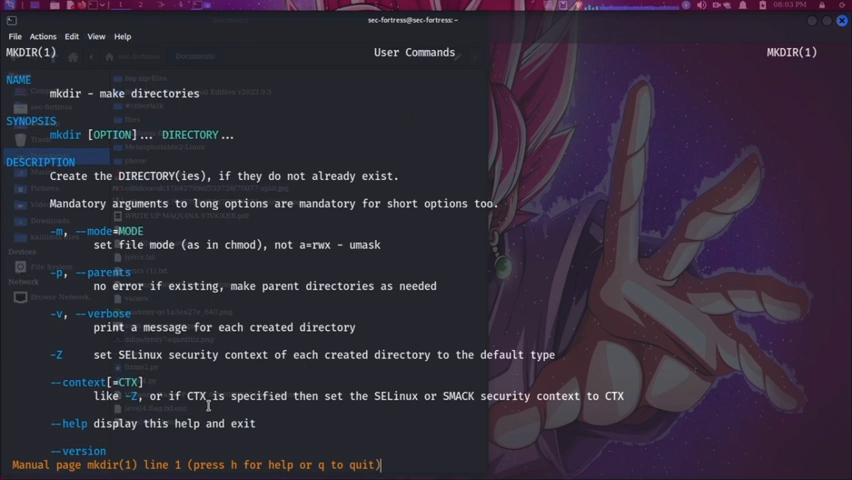 08:03 PM
sec-fortress@sec-fortress: ~
File Actions Edit View Help
MKDIR(1) User Commands MKDIR(1)
NAME
mkdir - make directories
SYNOPSIS
mkdir [OPTION]... DIRECTORY...
DESCRIPTION
Create the DIRECTORY(ies), if they do not already exist.
Mandatory arguments to long options are mandatory for short options too.
-m, --mode=MODE
set file mode (as in chmod), not a=rwx - umask
-p, --parents
no error if existing, make parent directories as needed
-v, --verbose
print a message for each created directory
-Z set SELinux security context of each created directory to the default type
--context[=CTX]
like -Z, or if CTX is specified then set the SELinux or SMACK security context to CTX
--help display this help and exit
--version
Manual page mkdir(1) line 1 (press h for help or q to quit)